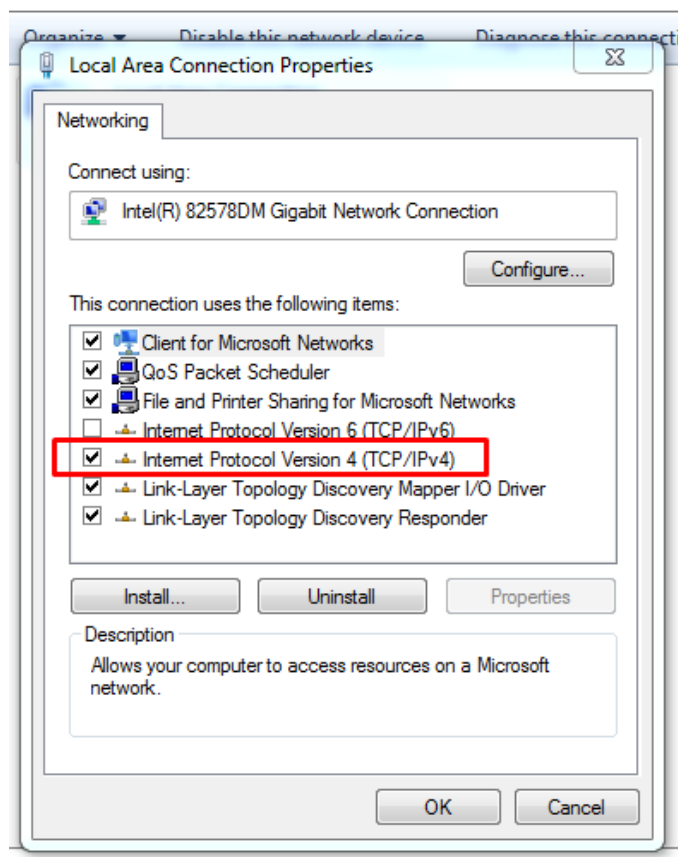 Organize Disable this network device Diagnose this connecti
Local Area Connection Properties
Networking
Connect using:
Intel(R) 82578DM Gigabit Network Connection
Configure...
This connection uses the following items:
Client for Microsoft Networks
QoS Packet Scheduler
File and Printer Sharing for Microsoft Networks
Internet Protocol Version 6 (TCP/IPv6)
Internet Protocol Version 4 (TCP/IPv4)
Link-Layer Topology Discovery Mapper I/O Driver
Link-Layer Topology Discovery Responder
Install... Uninstall Properties
Description
Allows your computer to access resources on a Microsoft
network.
OK Cancel